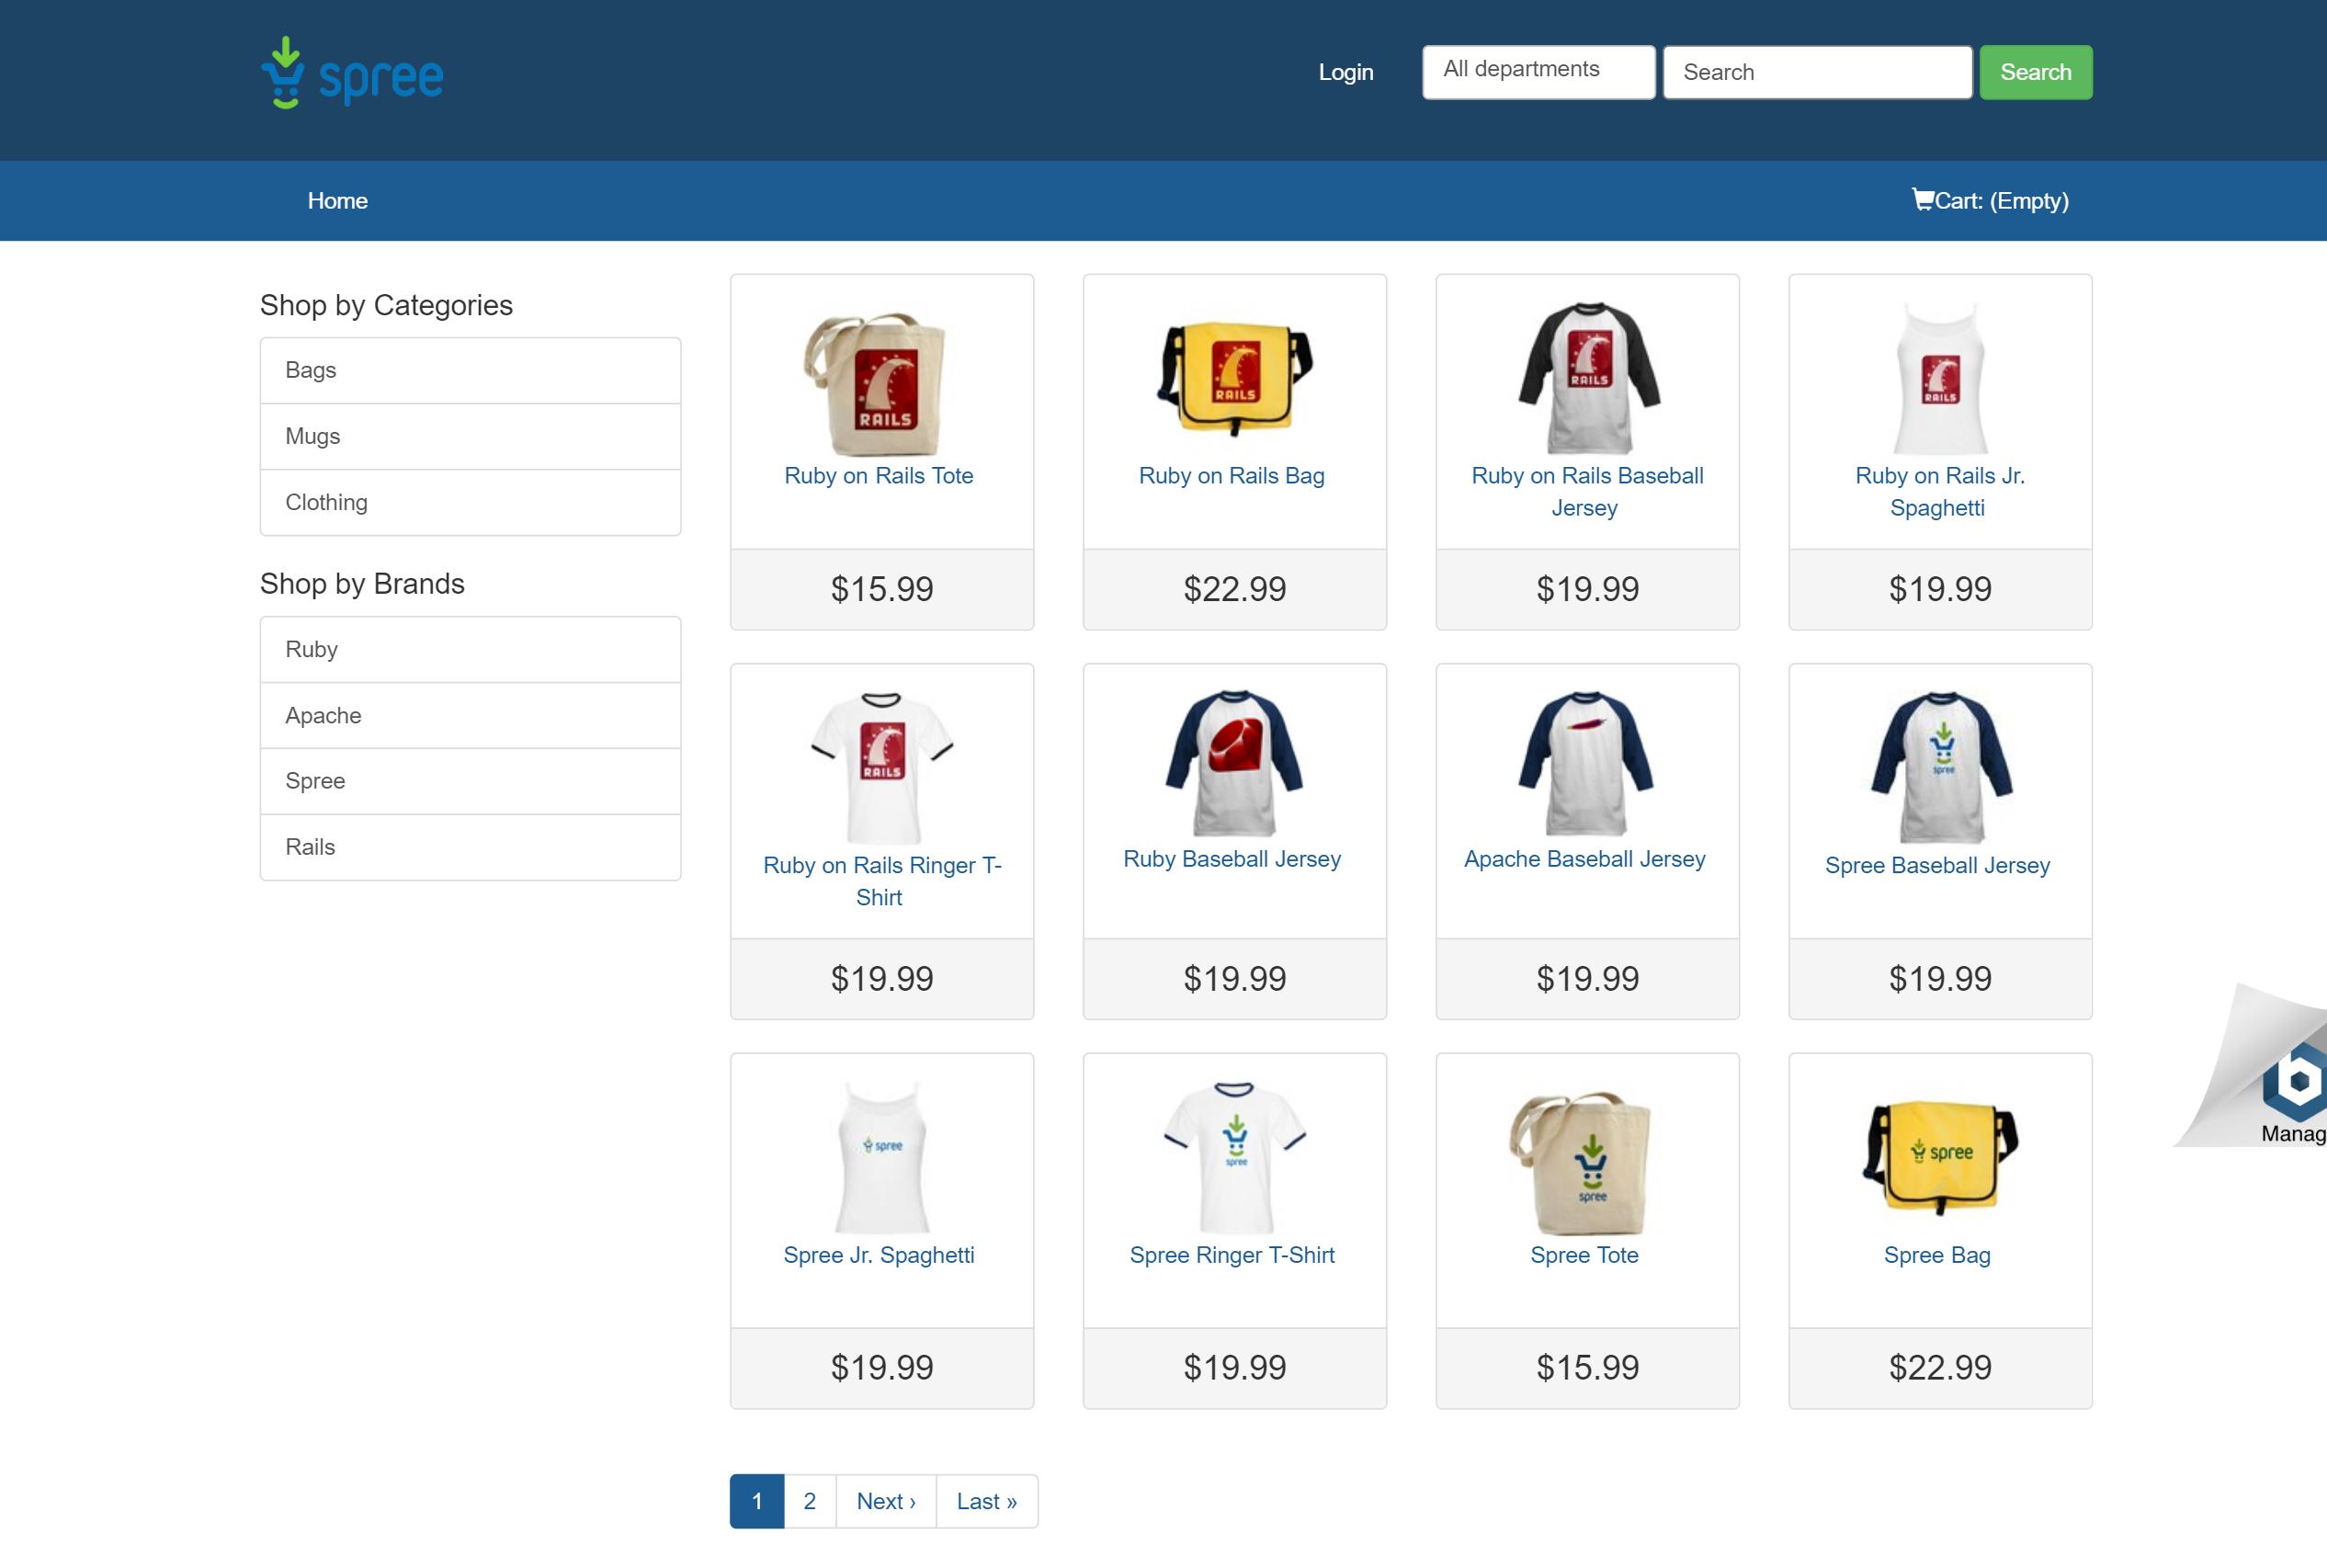 spree
Login
All departments
Search
Search
Home
Cart: (Empty)
Shop by Categories
Bags
Mugs
Clothing
Shop by Brands
Ruby
Apache
Spree
Rails
RAILS
Ruby on Rails Tote
$15.99
RAILS
Ruby on Rails Bag
$22.99
RAILS
Ruby on Rails Baseball
Jersey
$19.99
RAILS
Ruby on Rails Jr.
Spaghetti
$19.99
RAILS
Ruby on Rails Ringer T-
Shirt
$19.99
Ruby Baseball Jersey
$19.99
Apache Baseball Jersey
$19.99
spree
Spree Baseball Jersey
$19.99
spree
Spree Jr. Spaghetti
$19.99
spree
Spree Ringer T-Shirt
$19.99
spree
Spree Tote
$15.99
spree
Spree Bag
$22.99
b
Manag
1
2
Next ›
Last »